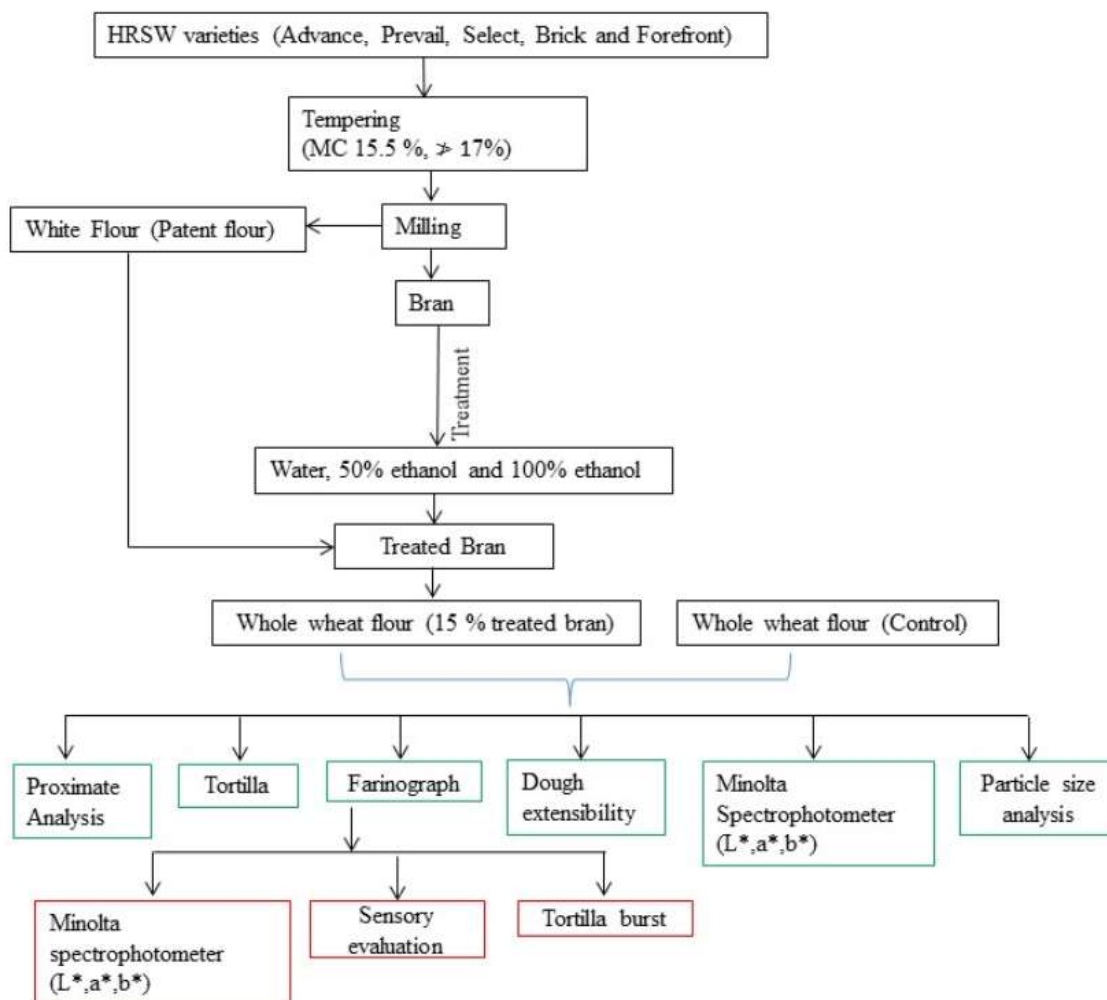 HRSW varieties (Advance, Prevail, Select, Brick and Forefront)
Tempering
(MC 15.5 %, ≯ 17%)
White Flour (Patent flour)
Milling
Bran
Treatment
Water, 50% ethanol and 100% ethanol
Treated Bran
Whole wheat flour (15 % treated bran)
Whole wheat flour (Control)
Proximate
Analysis
Tortilla
Farinograph
Dough
extensibility
Minolta
Spectrophotometer
(L*,a*,b*)
Particle size
analysis
Minolta
spectrophotometer
(L*,a*,b*)
Sensory
evaluation
Tortilla burst